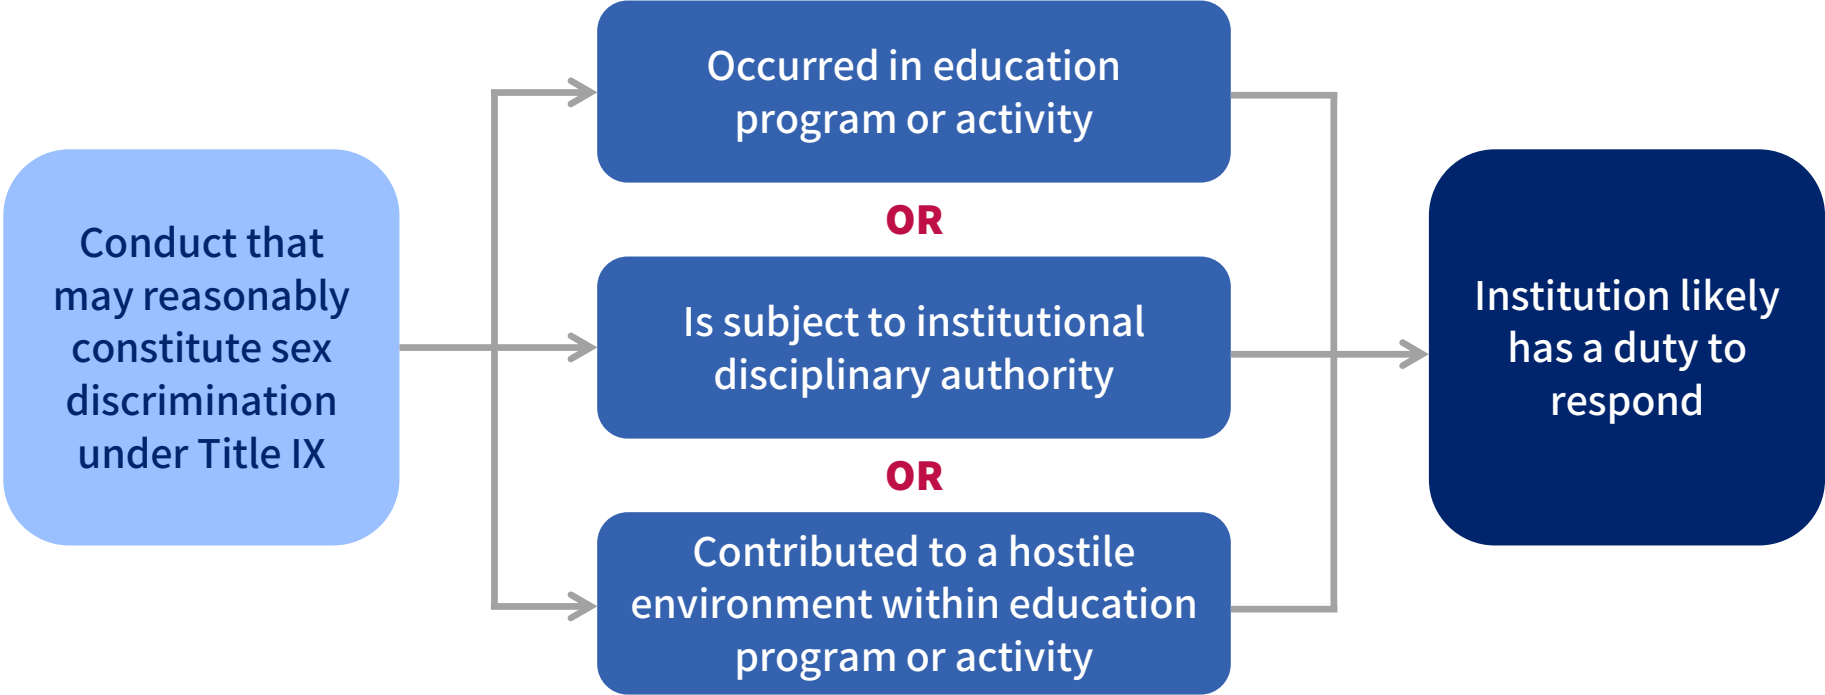 Conduct that
may reasonably
constitute sex
discrimination
under Title IX
Occurred in education
program or activity
OR
Is subject to institutional
disciplinary authority
OR
Contributed to a hostile
environment within education
program or activity
Institution likely
has a duty to
respond